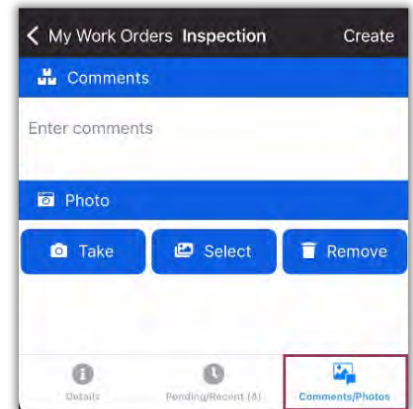 My Work Orders Inspection Create
Comments
Enter comments
Photo
Take Select Remove
Details Pending/Recent (8) Comments/Photos